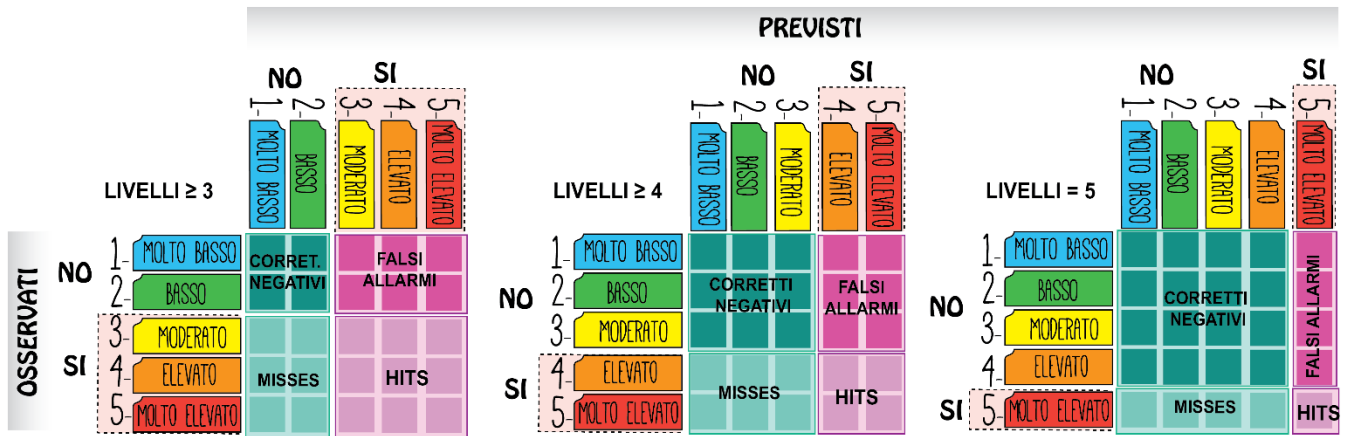 PREVISTI
NO SI
1- 2- 3- 4- 5-
MOLTO BASSO
BASSO
MODERATO
ELEVATO
MOLTO ELEVATO
LIVELLI ≥ 3
OSSERVATI
NO
1- MOLTO BASSO
2- BASSO
SI
3- MODERATO
4- ELEVATO
5- MOLTO ELEVATO
CORRET.
NEGATIVI
FALSI
ALLARMI
MISSES
HITS
NO SI
1- 2- 3- 4- 5-
MOLTO BASSO
BASSO
MODERATO
ELEVATO
MOLTO ELEVATO
LIVELLI ≥ 4
NO
1- MOLTO BASSO
2- BASSO
3- MODERATO
SI
4- ELEVATO
5- MOLTO ELEVATO
CORRETTI
NEGATIVI
FALSI
ALLARMI
MISSES
HITS
NO SI
1- 2- 3- 4- 5-
MOLTO BASSO
BASSO
MODERATO
ELEVATO
MOLTO ELEVATO
LIVELLI = 5
NO
1- MOLTO BASSO
2- BASSO
3- MODERATO
4- ELEVATO
SI
5- MOLTO ELEVATO
CORRETTI
NEGATIVI
FALSI ALLARMI
MISSES
HITS